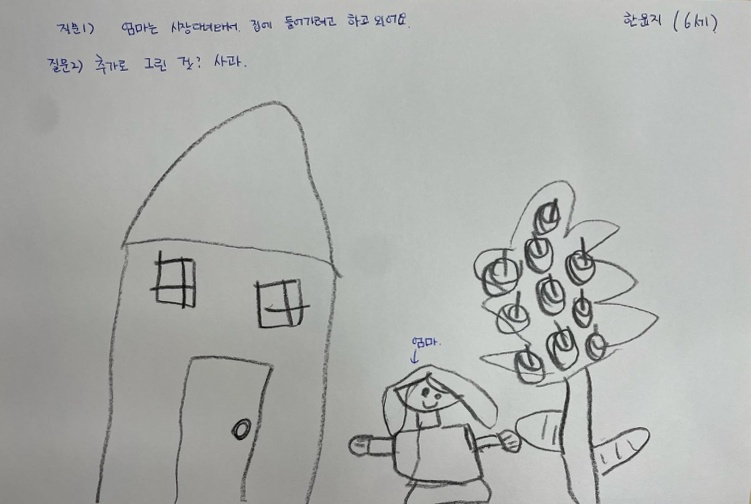 질문1) 엄마는 시장다녀와서, 집에 들어가려고 하고 있어요.
한윤지 (6세)
질문2) 추가로 그린 것? 사과.
엄마.